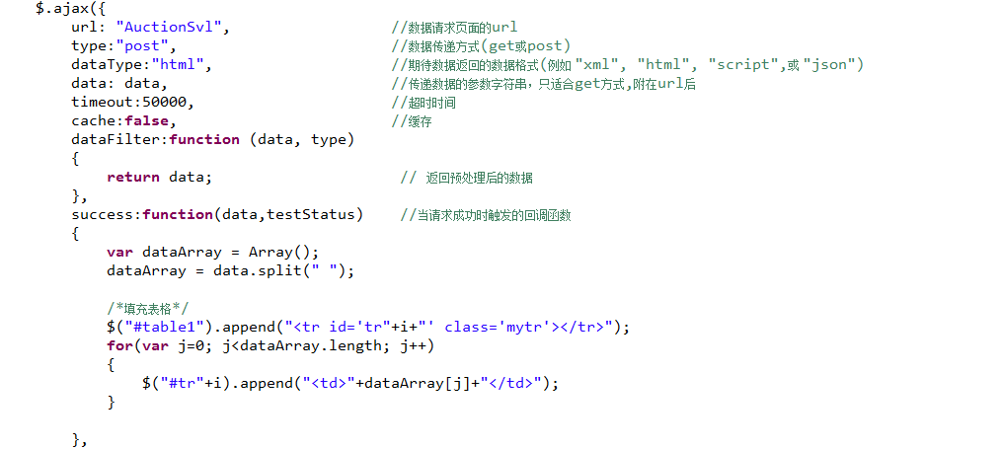 $.ajax({
url: "AuctionSvl", //数据请求页面的url
type:"post", //数据传递方式(get或post)
dataType:"html", //期待数据返回的数据格式(例如 "xml", "html", "script",或 "json")
data: data, //传递数据的参数字符串，只适合get方式,附在url后
timeout:50000, //超时时间
cache:false, //缓存
dataFilter:function (data, type)
{
return data; // 返回预处理后的数据
},
success:function(data,testStatus) //当请求成功时触发的回调函数
{
var dataArray = Array();
dataArray = data.split(" ");
/*填充表格*/
$("#table1").append("<tr id='tr"+i+"' class='mytr'></tr>");
for(var j=0; j<dataArray.length; j++)
{
$("#tr"+i).append("<td>"+dataArray[j]+"</td>");
}
},